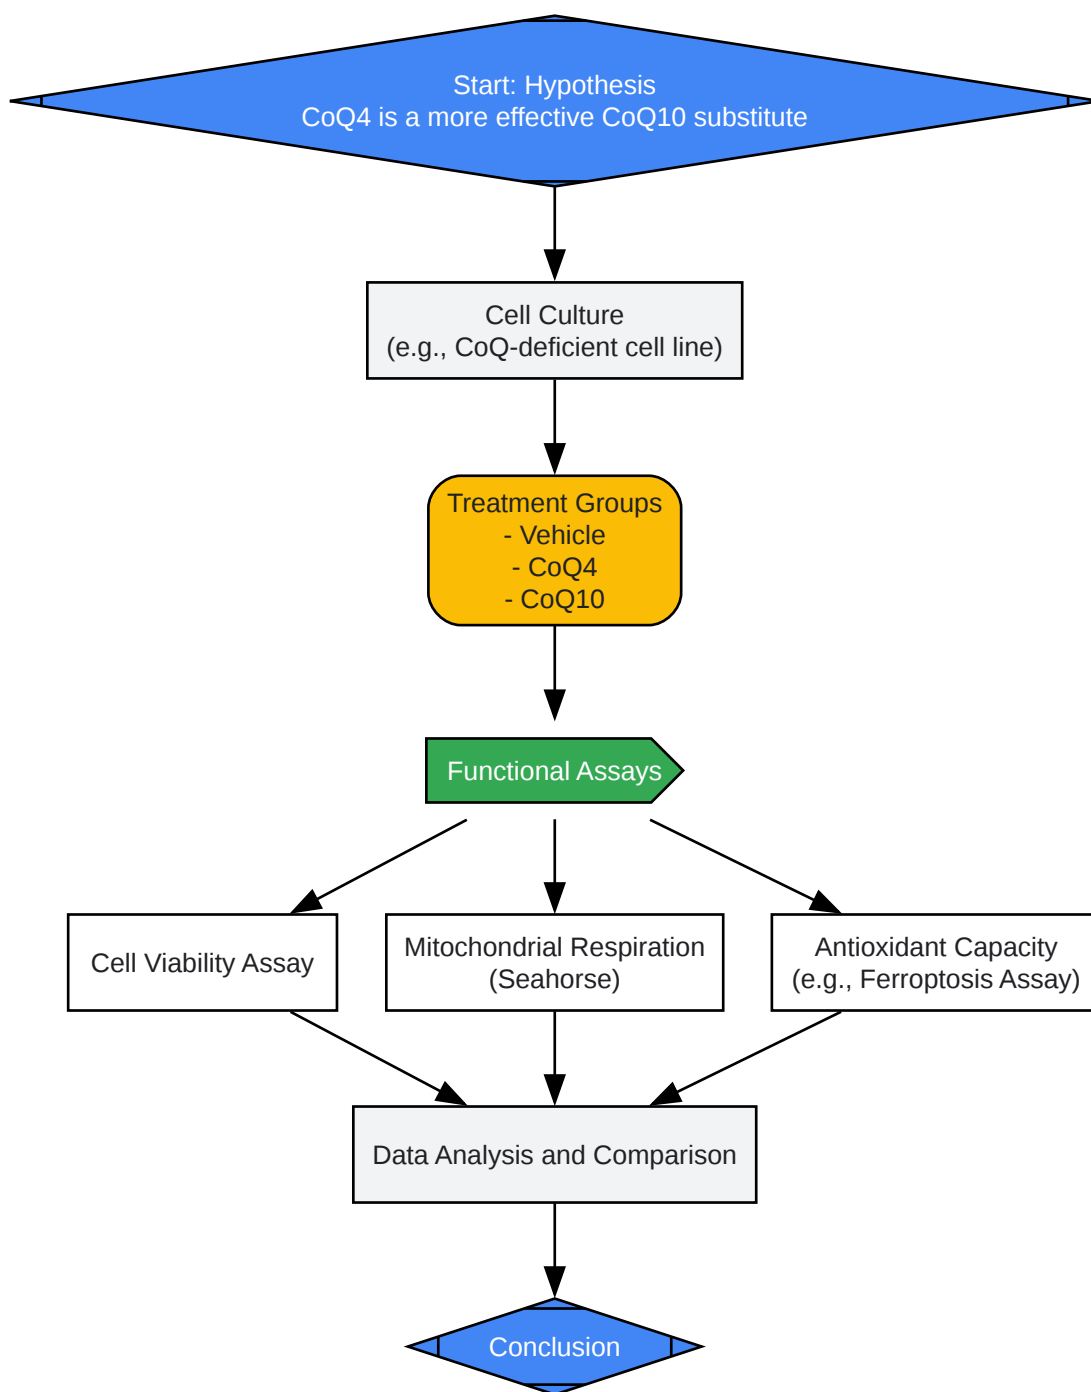 Start: Hypothesis
CoQ4 is a more effective CoQ10 substitute
Cell Culture
(e.g., CoQ-deficient cell line)
Treatment Groups
- Vehicle
- CoQ4
- CoQ10
Functional Assays
Cell Viability Assay
Mitochondrial Respiration
(Seahorse)
Antioxidant Capacity
(e.g., Ferroptosis Assay)
Data Analysis and Comparison
Conclusion